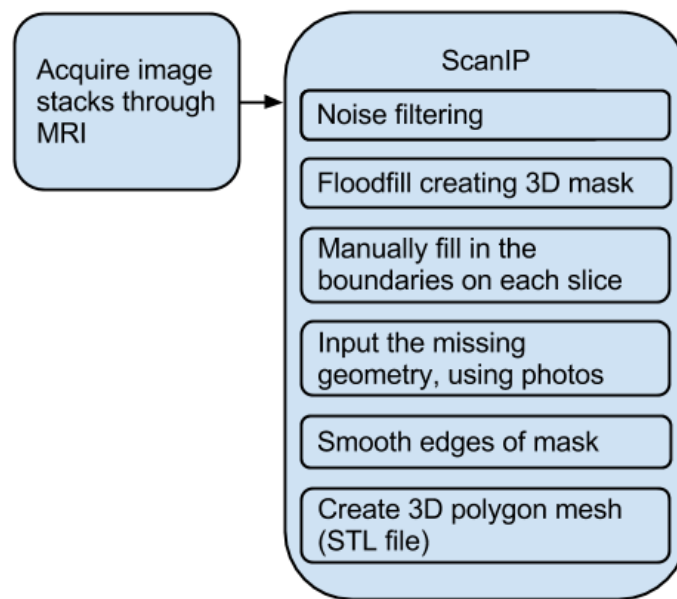 Acquire image
stacks through
MRI
ScanIP
Noise filtering
Floodfill creating 3D mask
Manually fill in the
boundaries on each slice
Input the missing
geometry, using photos
Smooth edges of mask
Create 3D polygon mesh
(STL file)